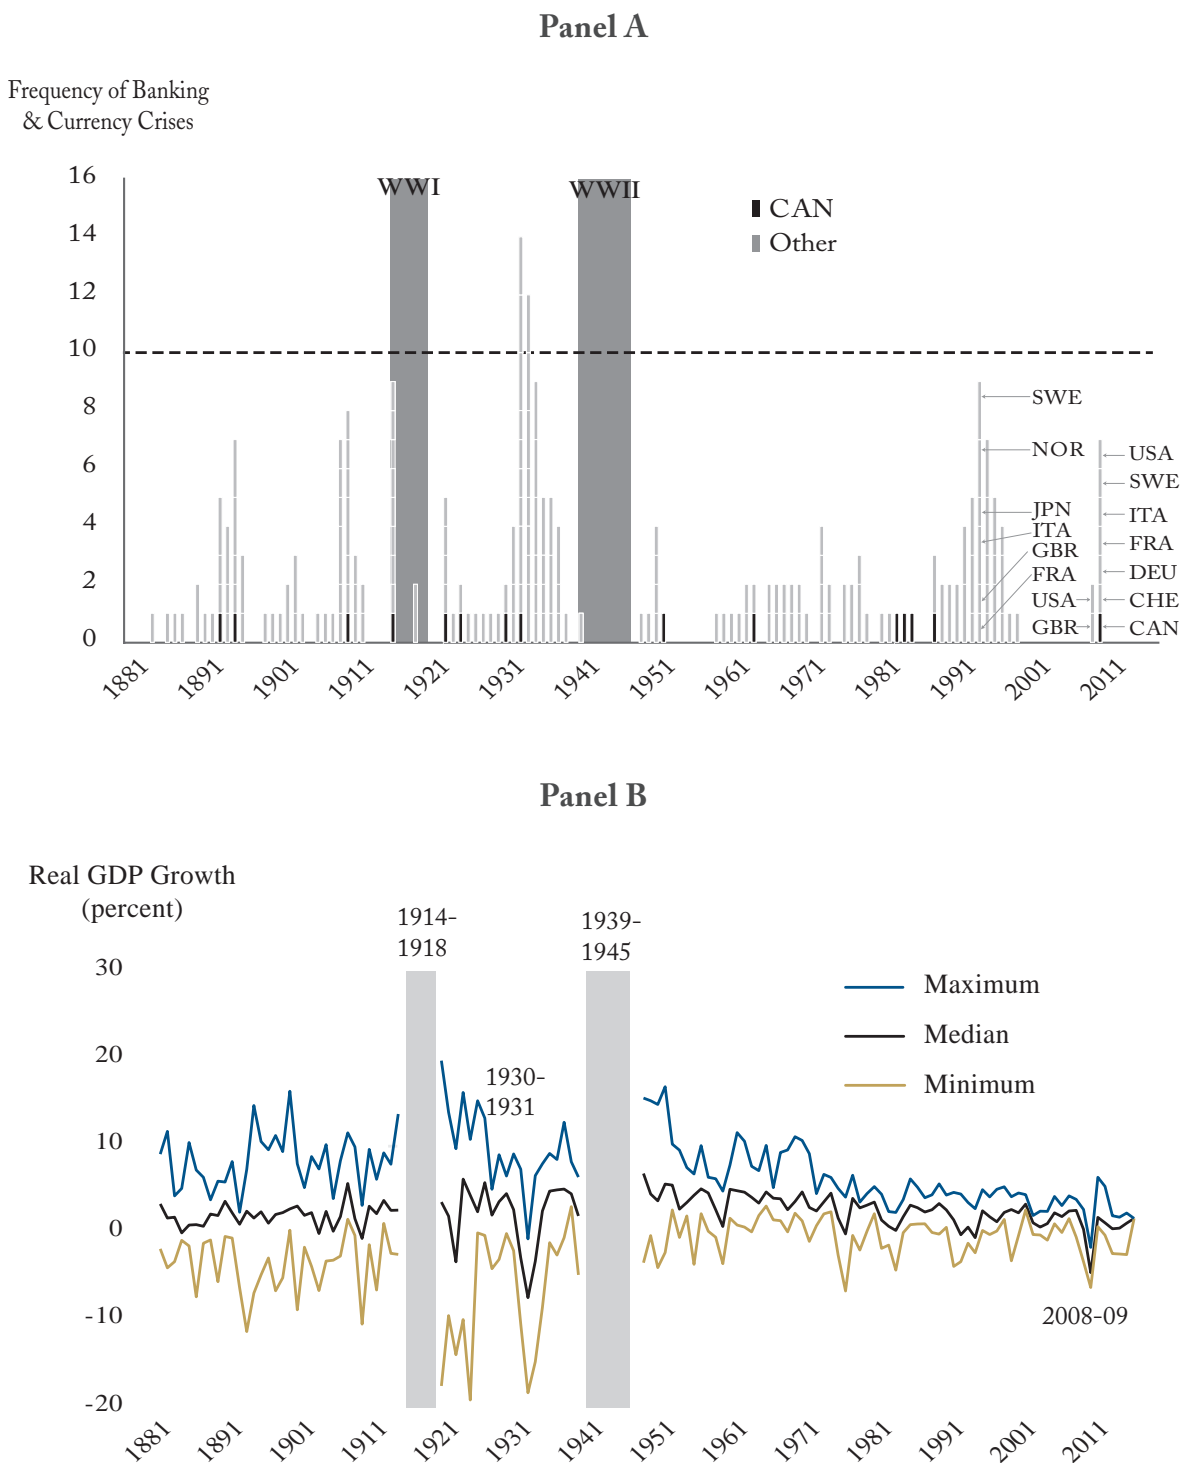 Panel A
Frequency of Banking
& Currency Crises
16
14
12
10
8
6
4
2
0
WWI
WWII
CAN
Other
SWE
NOR
JPN
ITA
GBR
FRA
USA
GBR
USA
SWE
ITA
FRA
DEU
CHE
CAN
1881
1891
1901
1911
1921
1931
1941
1951
1961
1971
1981
1991
2001
2011
Panel B
Real GDP Growth
(percent)
30
20
10
0
-10
-20
1914-
1918
1939-
1945
1930-
1931
2008-09
Maximum
Median
Minimum
1881
1891
1901
1911
1921
1931
1941
1951
1961
1971
1981
1991
2001
2011